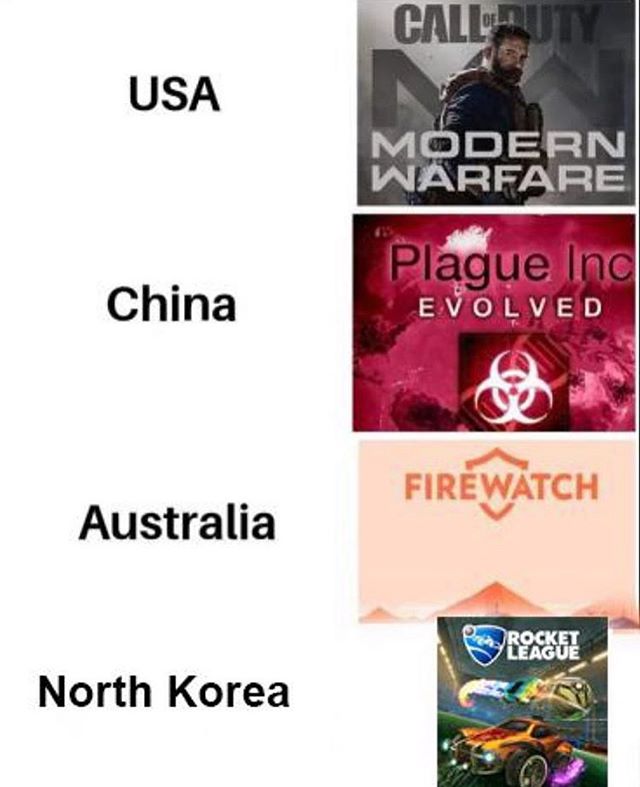 CALL OF DUTY
USA
MODERN
WARFARE
Plague Inc
EVOLVED
China
FIREWATCH
Australia
ROCKET
LEAGUE
North Korea